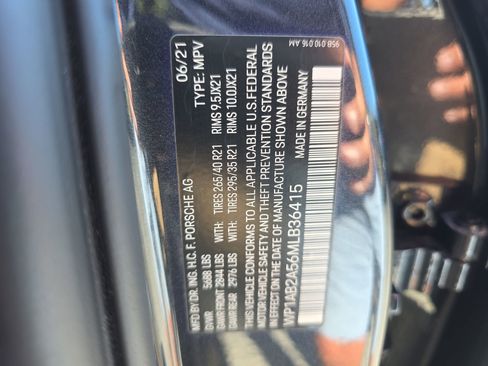 06/21
TYPE: MPV
MFD BY DR. ING. H.C. F. PORSCHE AG
GVWR 5688 LBS WITH: TIRES 265/40 R21 RIMS 9.5JX21
GAWR FRONT 2844 LBS WITH: TIRES 295/35 R21 RIMS 10.0JX21
GAWR REAR 2976 LBS
THIS VEHICLE CONFORMS TO ALL APPLICABLE U.S. FEDERAL
MOTOR VEHICLE SAFETY AND THEFT PREVENTION STANDARDS
IN EFFECT ON THE DATE OF MANUFACTURE SHOWN ABOVE
WP1AB2A56MLB36415 MADE IN GERMANY
95B.010.016.AM